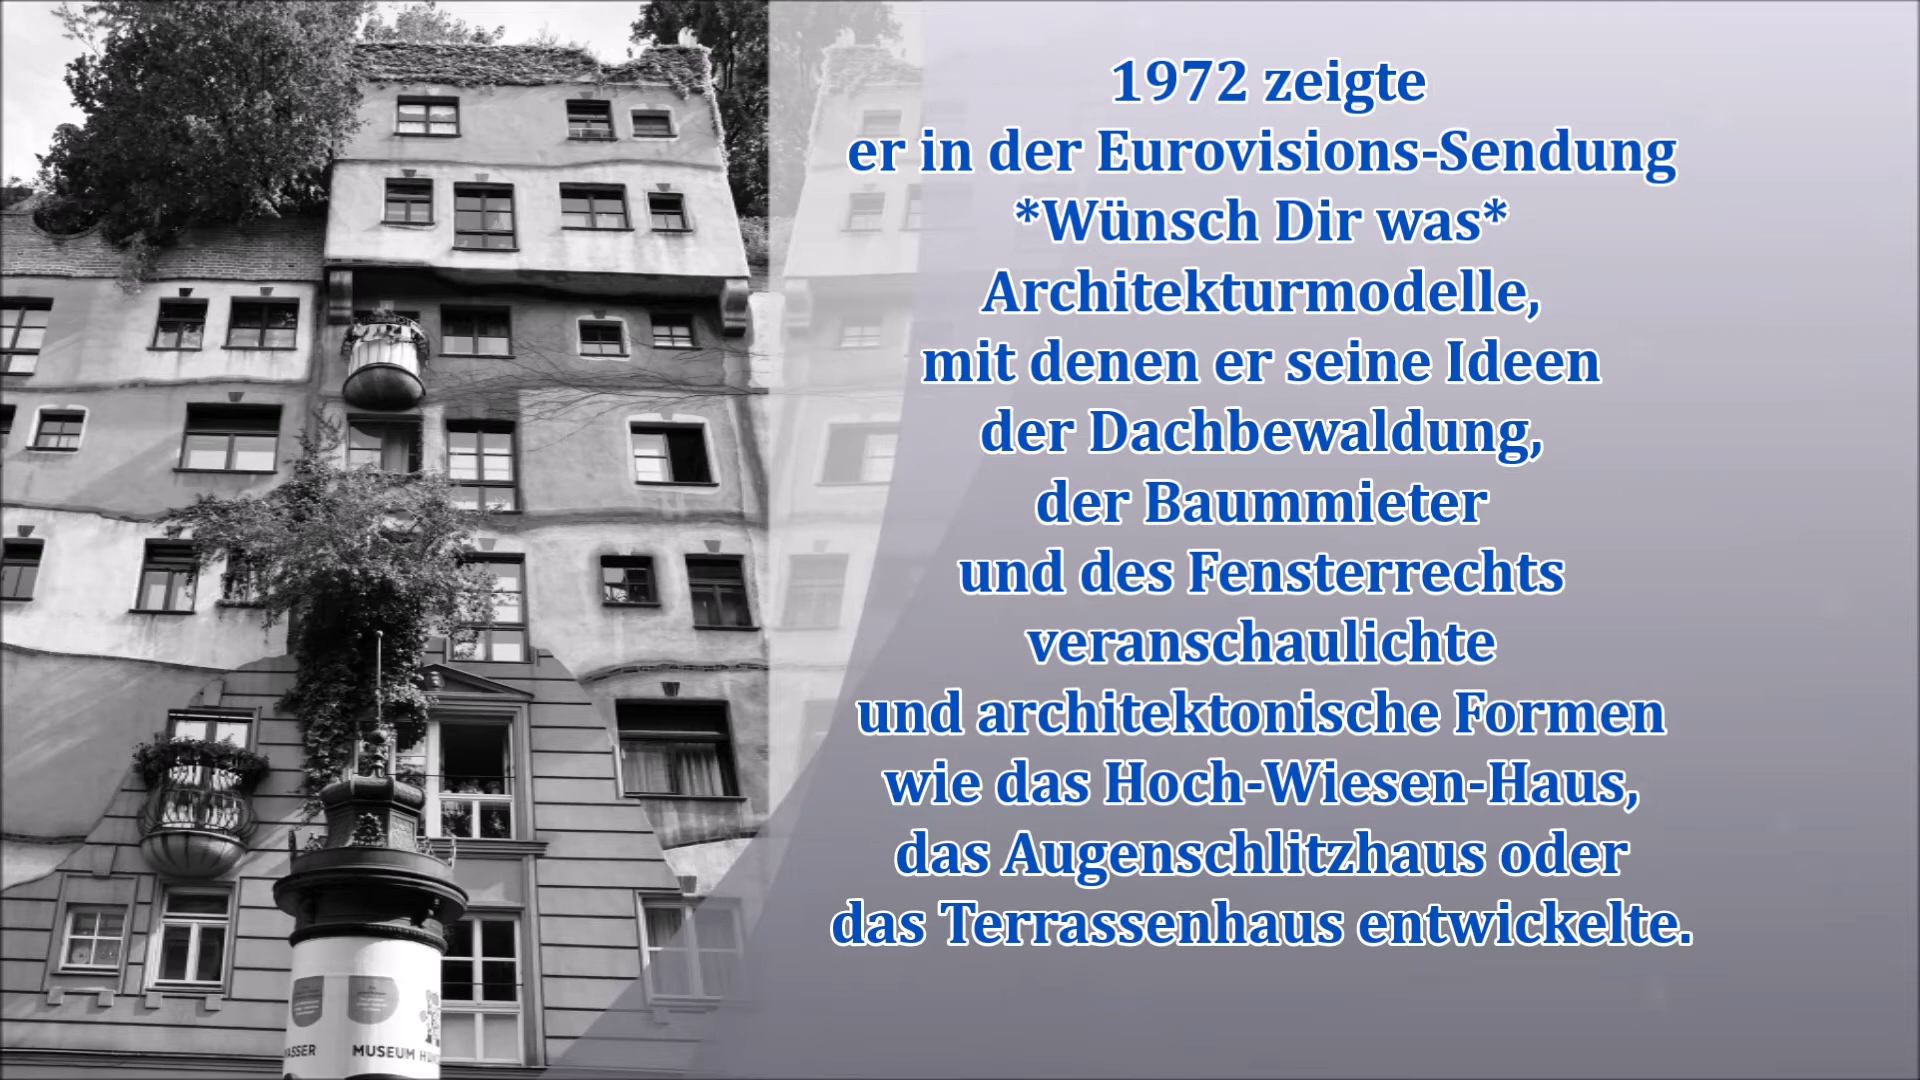 1972 zeigte
er in der Eurovisions-Sendung
*Wünsch Dir was*
Architekturmodelle,
mit denen er seine Ideen
der Dachbewaldung,
der Baummieter
und des Fensterrechts
veranschaulichte
und architektonische Formen
wie das Hoch-Wiesen-Haus,
das Augenschlitzhaus oder
das Terrassenhaus entwickelte.
ASSER MUSEUM HUN